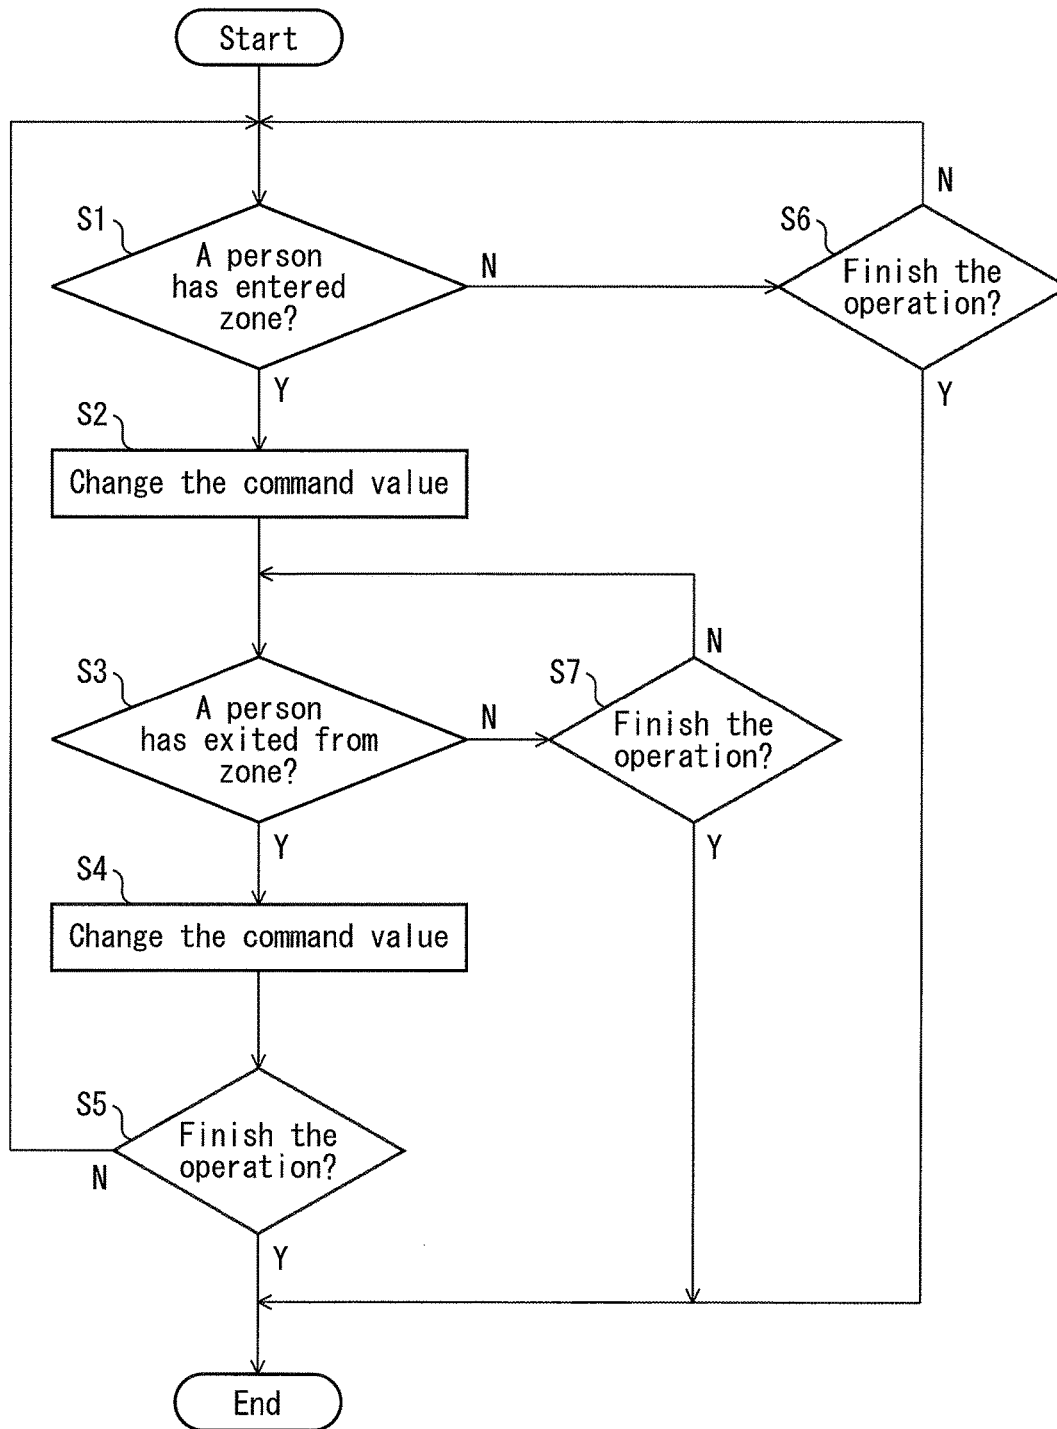 Start
N
S1
S6
A person
has entered
zone?
N
Finish the
operation?
Y
Y
S2
Change the command value
N
S3
S7
A person
has exited from
zone?
N
Finish the
operation?
Y
Y
S4
Change the command value
S5
Finish the
operation?
N
Y
End